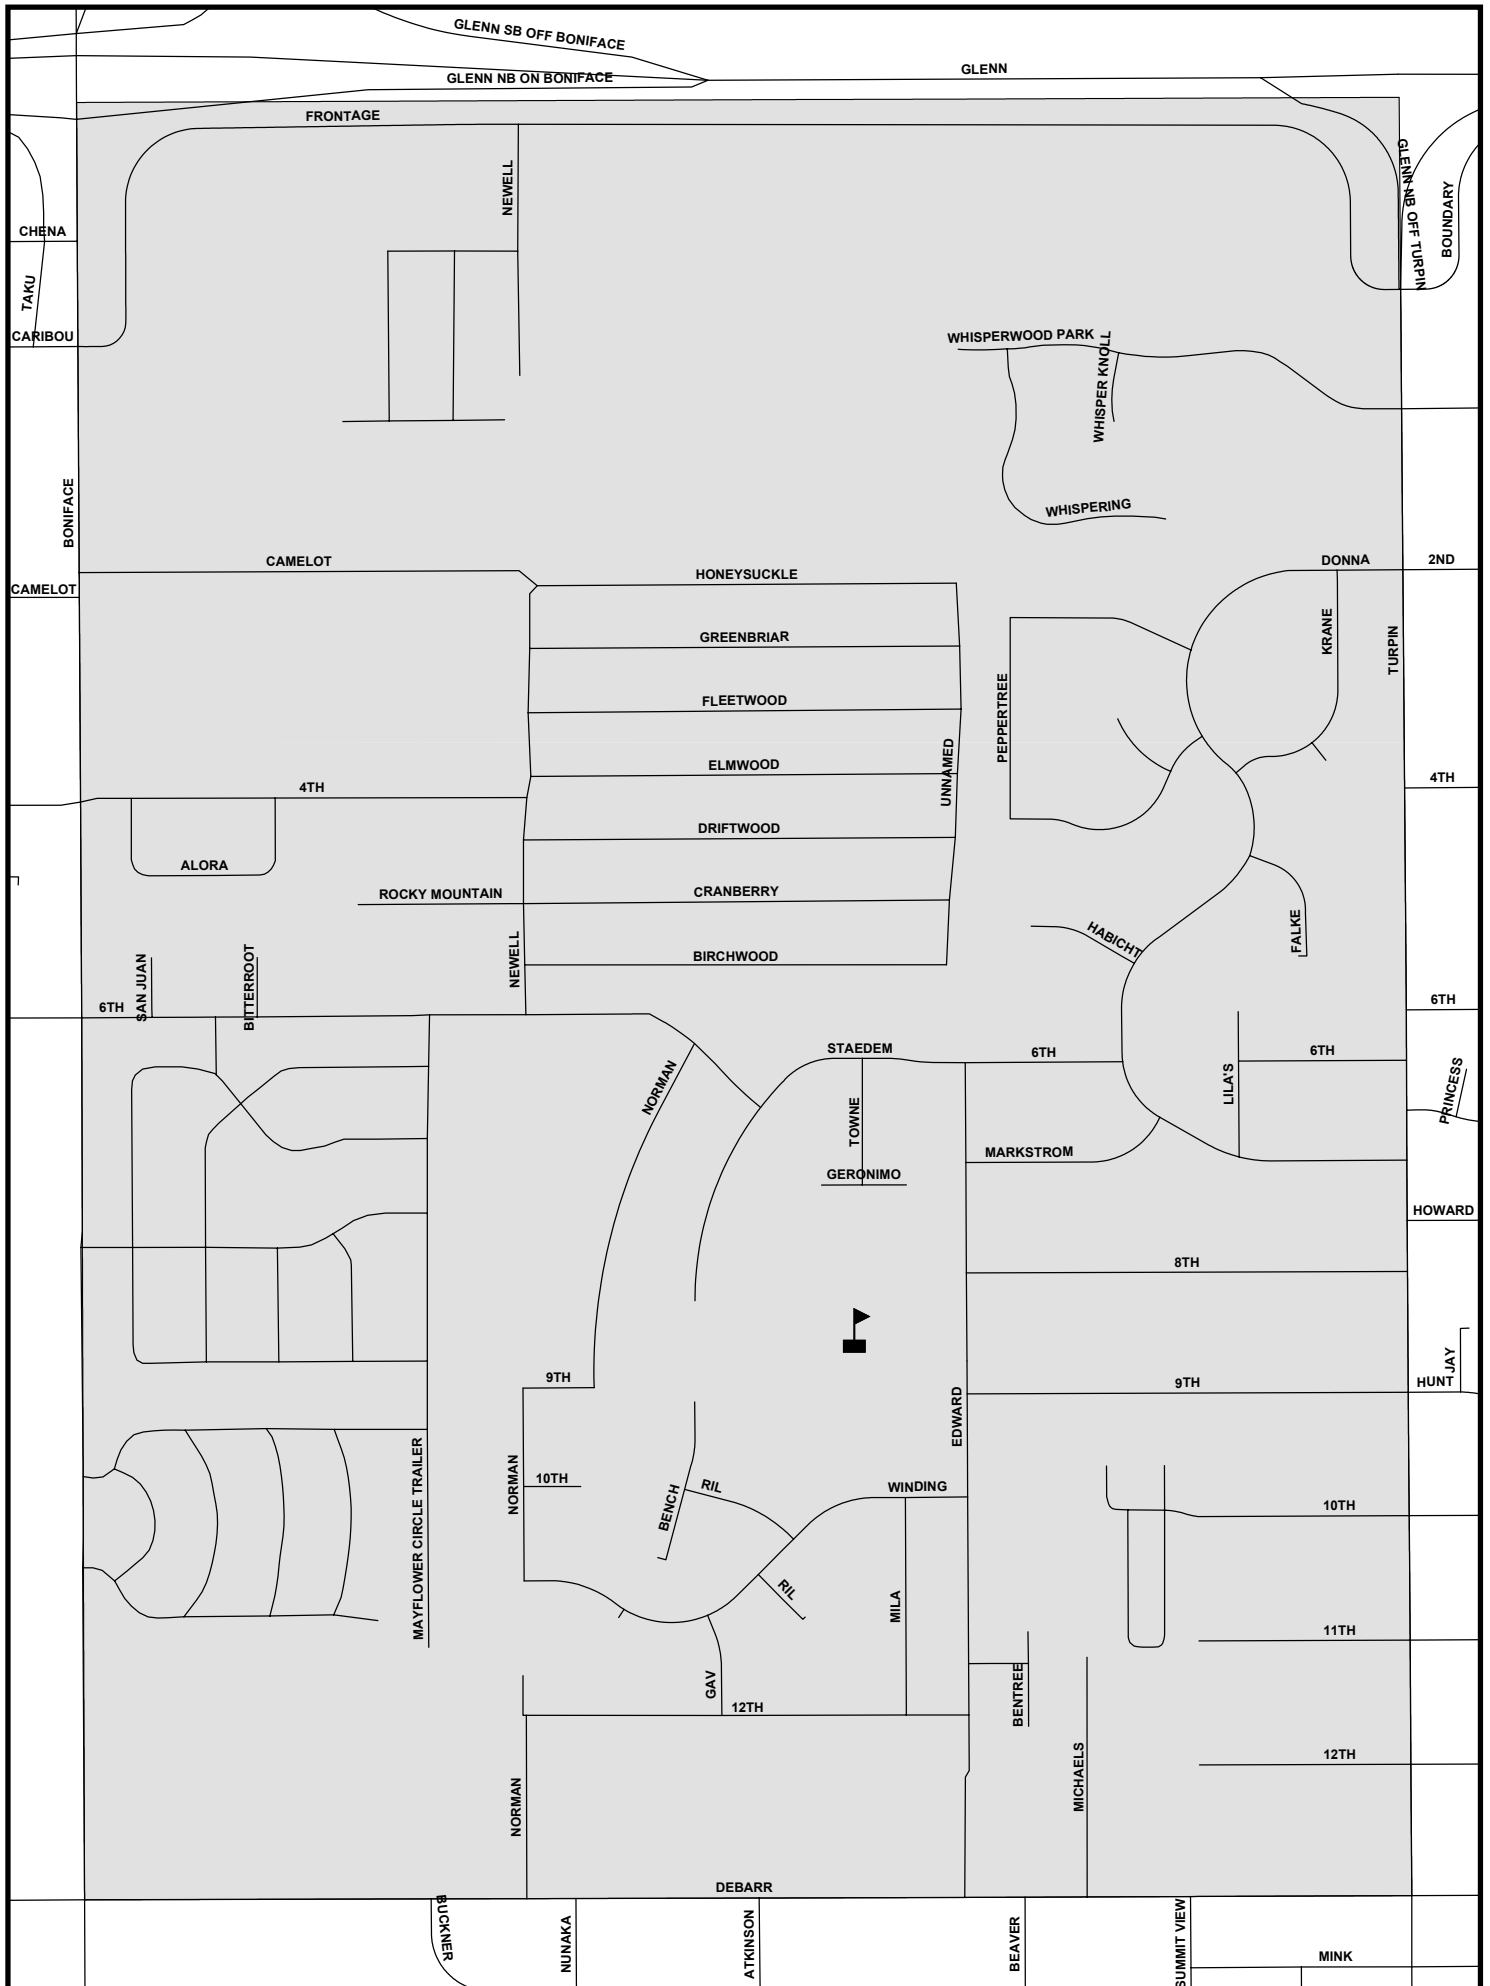 GLENN SB OFF BONIFACE
GLENN
GLENN NB ON BONIFACE
FRONTAGE
NEWELL
GLENN NB OFF TURPIN
BOUNDARY
CHENA
TAKU
CARIBOU
WHISPERWOOD PARK
WHISPER KNOLL
BONIFACE
WHISPERING
CAMELOT
DONNA
2ND
HONEYSUCKLE
CAMELOT
GREENBRIAR
KRANE
TURPIN
FLEETWOOD
PEPPERTREE
ELMWOOD
UNNAMED
4TH
4TH
DRIFTWOOD
ALORA
ROCKY MOUNTAIN
CRANBERRY
HABICHT
FALKE
BIRCHWOOD
NEWELL
SAN JUAN
BITTERROOT
6TH
6TH
STAEDEM
6TH
6TH
NORMAN
TOWNE
LILA'S
PRINCESS
MARKSTROM
GERONIMO
HOWARD
8TH
9TH
9TH
JAY
HUNT
EDWARD
MAYFLOWER CIRCLE TRAILER
NORMAN
10TH
BENCH
RIL
WINDING
10TH
RIL
MILA
11TH
GAV
BENTREE
12TH
12TH
NORMAN
MICHAELS
DEBARR
BUCKNER
NUNAKA
ATKINSON
BEAVER
SUMMIT VIEW
MINK